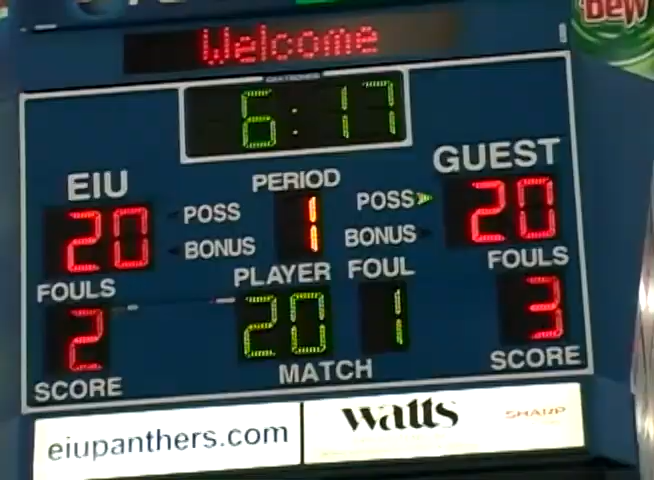 Dew
Welcome
6:17
EIU
PERIOD
GUEST
20
POSS
1
POSS
20
BONUS
BONUS
FOULS
PLAYER
FOUL
FOULS
2
20
1
3
SCORE
MATCH
SCORE
eiupanthers.com
watts
SHARP